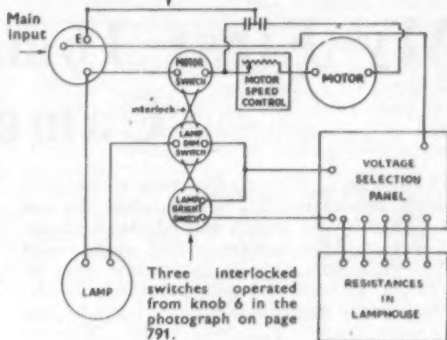 Main
input
E
MOTOR
SWITCH
interlock
LAMP
DIM
SWITCH
LAMP
BRIGHT
SWITCH
MOTOR
SPEED
CONTROL
MOTOR
VOLTAGE
SELECTION
PANEL
LAMP
Three interlocked
switches operated
from knob 6 in the
photograph on page
791.
RESISTANCES
IN
LAMPHOUSE